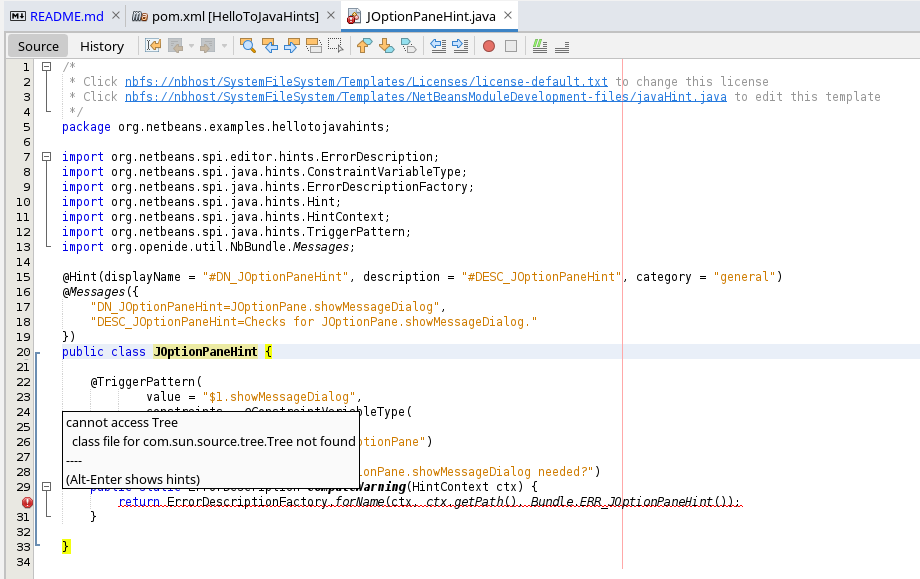 README.md pom.xml [HelloToJavaHints] JOptionPaneHint.java
Source History
1 /*
2 * Click nbfs://nbhost/SystemFileSystem/Templates/Licenses/license-default.txt to change this license
3 * Click nbfs://nbhost/SystemFileSystem/Templates/NetBeansModuleDevelopment-files/javaHint.java to edit this template
4 */
5 package org.netbeans.examples.hellotojavahints;
6
7 import org.netbeans.spi.editor.hints.ErrorDescription;
8 import org.netbeans.spi.java.hints.ConstraintVariableType;
9 import org.netbeans.spi.java.hints.ErrorDescriptionFactory;
10 import org.netbeans.spi.java.hints.Hint;
11 import org.netbeans.spi.java.hints.HintContext;
12 import org.netbeans.spi.java.hints.TriggerPattern;
13 import org.openide.util.NbBundle.Messages;
14
15 @Hint(displayName = "#DN_JOptionPaneHint", description = "#DESC_JOptionPaneHint", category = "general")
16 @Messages({
17 "DN_JOptionPaneHint=JOptionPane.showMessageDialog",
18 "DESC_JOptionPaneHint=Checks for JOptionPane.showMessageDialog."
19 })
20 public class JOptionPaneHint {
21
22 @TriggerPattern(
23 value = "$1.showMessageDialog",
24
25
26 tionPane")
27
28 ionPane.showMessageDialog needed?")
29 (HintContext ctx) {
return ErrorDescriptionFactory.forName(ctx, ctx.getPath(), Bundle.ERR_JOptionPaneHint());
31 }
32
33 }
34
cannot access Tree
class file for com.sun.source.tree.Tree not found
----
(Alt-Enter shows hints)